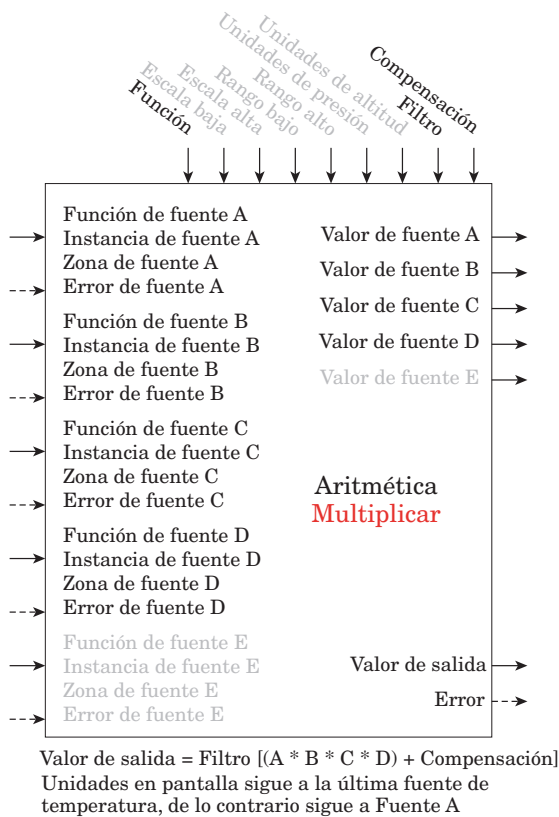 Función
Escala baja
Escala alta
Rango bajo
Rango alto
Unidades de presión
Unidades de altitud
Filtro
Compensación
Función de fuente A
Instancia de fuente A
Zona de fuente A
Error de fuente A
Función de fuente B
Instancia de fuente B
Zona de fuente B
Error de fuente B
Función de fuente C
Instancia de fuente C
Zona de fuente C
Error de fuente C
Función de fuente D
Instancia de fuente D
Zona de fuente D
Error de fuente D
Función de fuente E
Instancia de fuente E
Zona de fuente E
Error de fuente E
Valor de fuente A
Valor de fuente B
Valor de fuente C
Valor de fuente D
Valor de fuente E
Aritmética
Multiplicar
Valor de salida
Error
Valor de salida = Filtro [(A * B * C * D) + Compensación]
Unidades en pantalla sigue a la última fuente de
temperatura, de lo contrario sigue a Fuente A